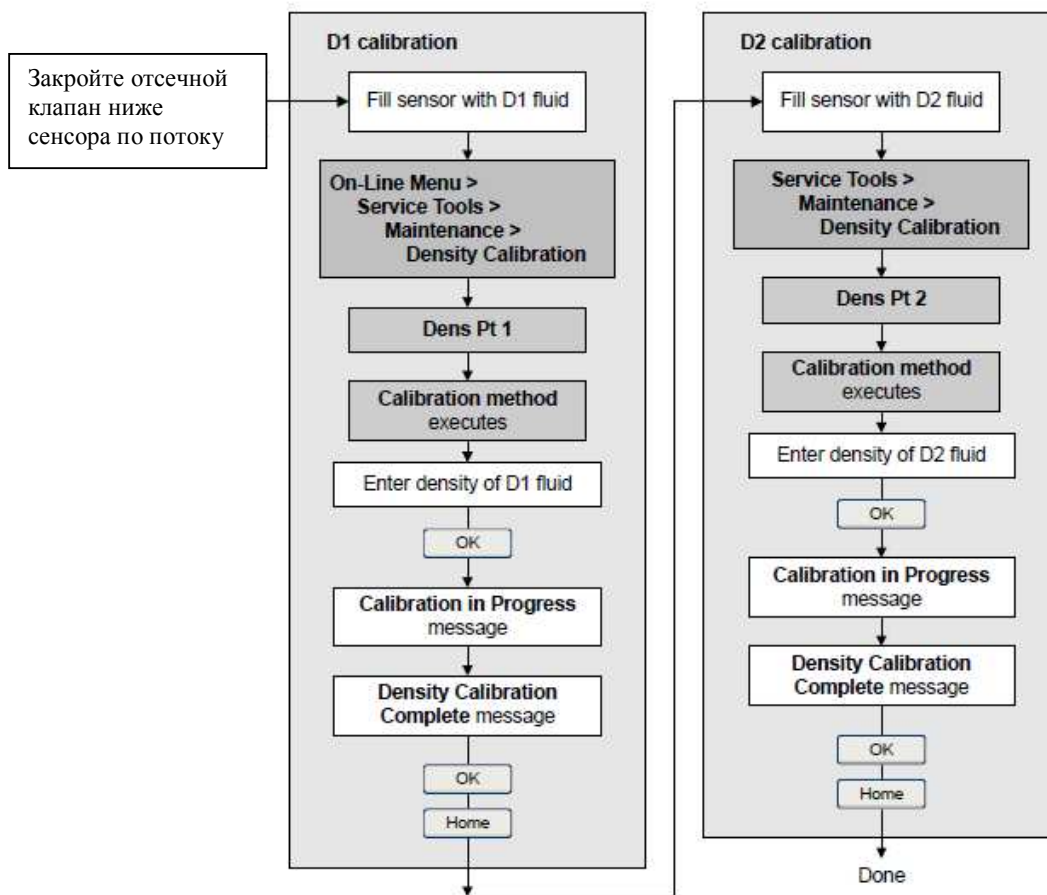 Закройте отсечной
клапан ниже
сенсора по потоку
D1 calibration
Fill sensor with D1 fluid
On-Line Menu >
Service Tools >
Maintenance >
Density Calibration
Dens Pt 1
Calibration method
executes
Enter density of D1 fluid
OK
Calibration in Progress
message
Density Calibration
Complete message
OK
Home
D2 calibration
Fill sensor with D2 fluid
Service Tools >
Maintenance >
Density Calibration
Dens Pt 2
Calibration method
executes
Enter density of D2 fluid
OK
Calibration in Progress
message
Density Calibration
Complete message
OK
Home
Done